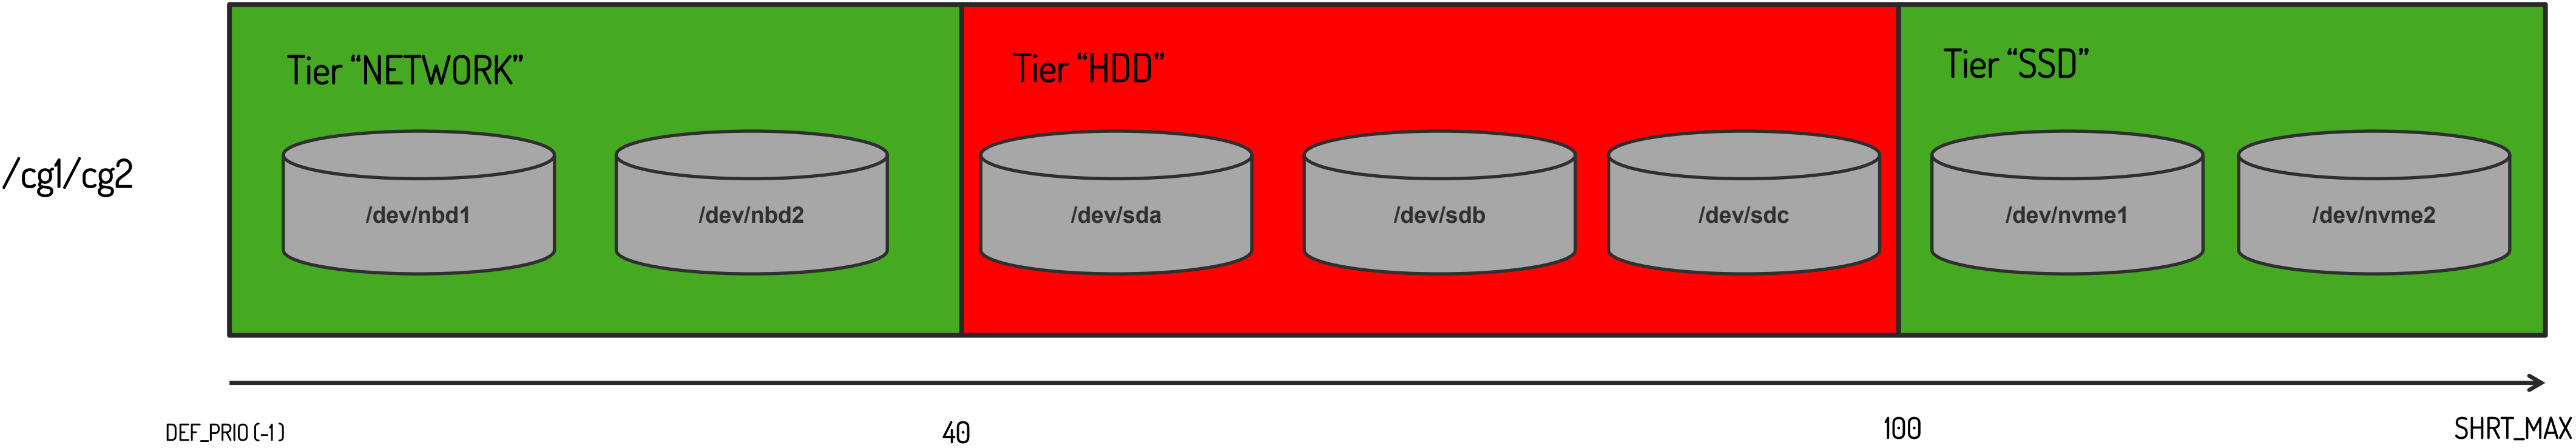 Tier “NETWORK”
Tier “HDD”
Tier “SSD”
/cg1/cg2
/dev/nbd1
/dev/nbd2
/dev/sda
/dev/sdb
/dev/sdc
/dev/nvme1
/dev/nvme2
DEF_PRIO (-1)
40
100
SHRT_MAX